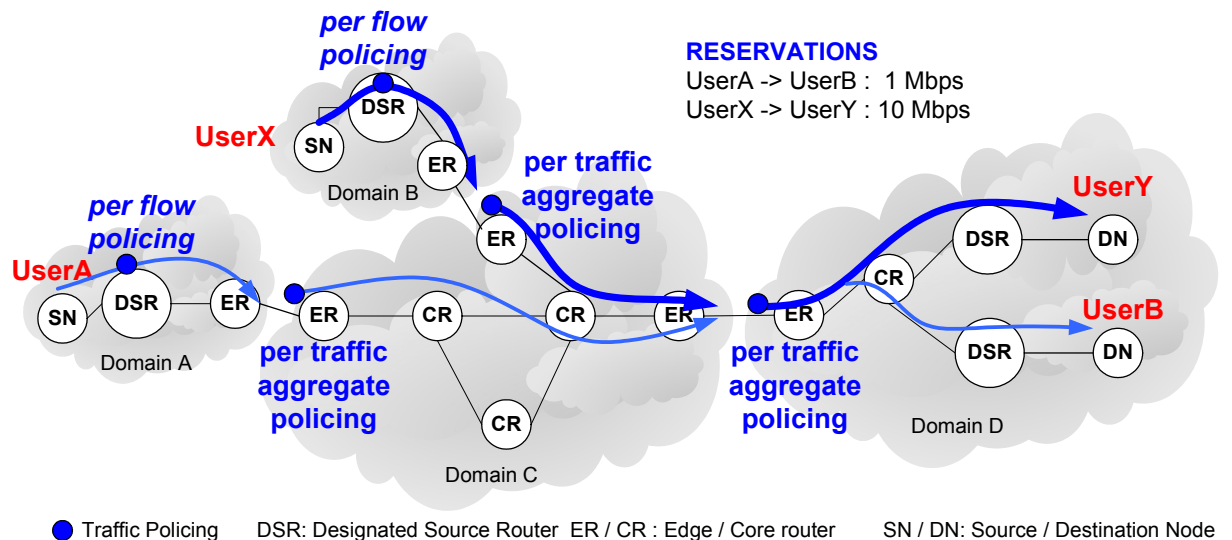 per flow
policing
RESERVATIONS
UserA -> UserB : 1 Mbps
UserX -> UserY : 10 Mbps
DSR
UserX
SN
ER
Domain B
per traffic
aggregate
policing
UserY
per flow
policing
ER
DSR
DN
UserA
CR
DSR
ER
SN
ER
CR
CR
ER
ER
UserB
Domain A
per traffic
aggregate
policing
per traffic
aggregate
policing
DSR
DN
CR
Domain D
Domain C
Traffic Policing DSR: Designated Source Router ER / CR : Edge / Core router SN / DN: Source / Destination Node